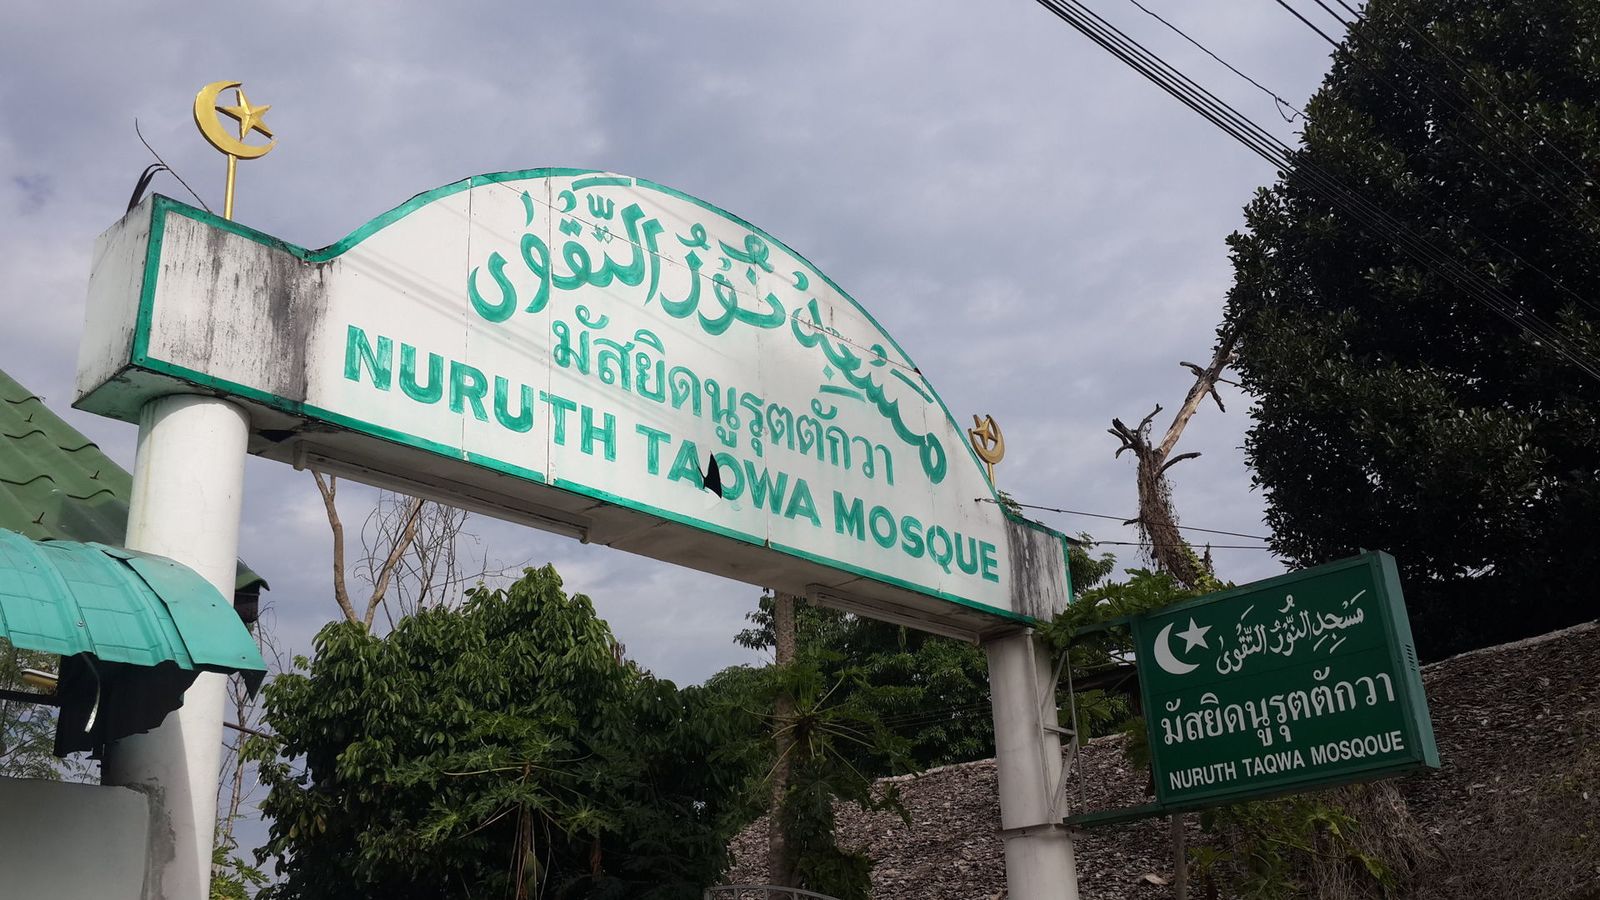 مَسْجِدُ نُوْرُ التَّقْوٰى
มัสยิดนูรุตตักวา
NURUTH TAQWA MOSQUE
مَسْجِدِ النُّوْرُ التَّقْوٰى
มัสยิดนูรุตตักวา
NURUTH TAQWA MOSQOUE